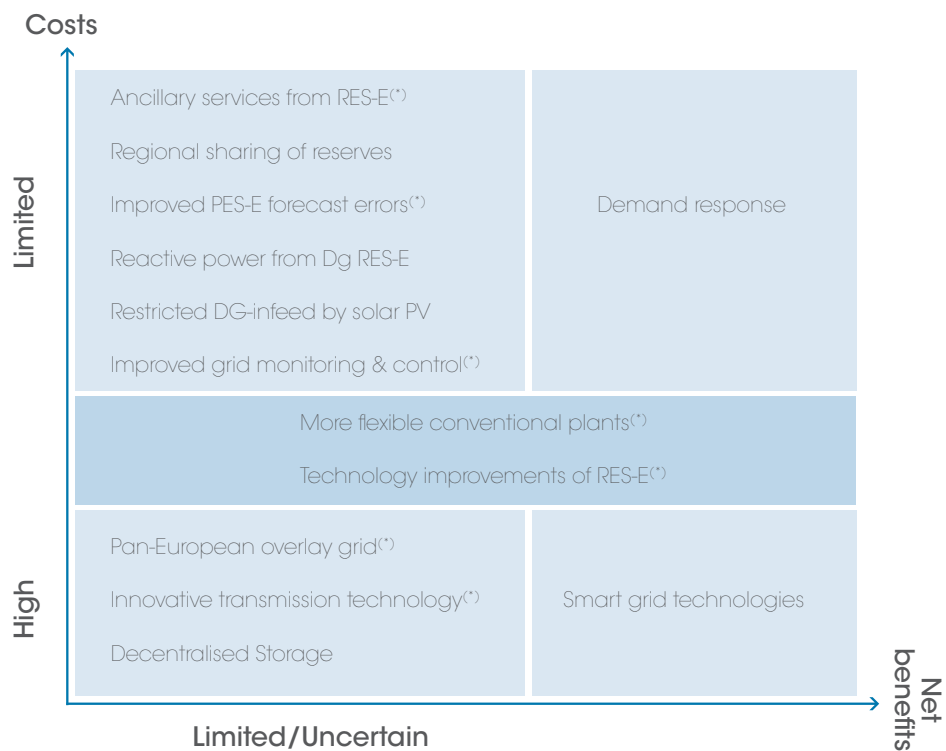 Costs
Limited
Ancillary services from RES-E(*)
Regional sharing of reserves
Improved PES-E forecast errors(*)
Reactive power from Dg RES-E
Restricted DG-infeed by solar PV
Improved grid monitoring & control(*)
Demand response
More flexible conventional plants(*)
Technology improvements of RES-E(*)
High
Pan-European overlay grid(*)
Innovative transmission technology(*)
Decentralised Storage
Smart grid technologies
Limited/Uncertain
Net
benefits